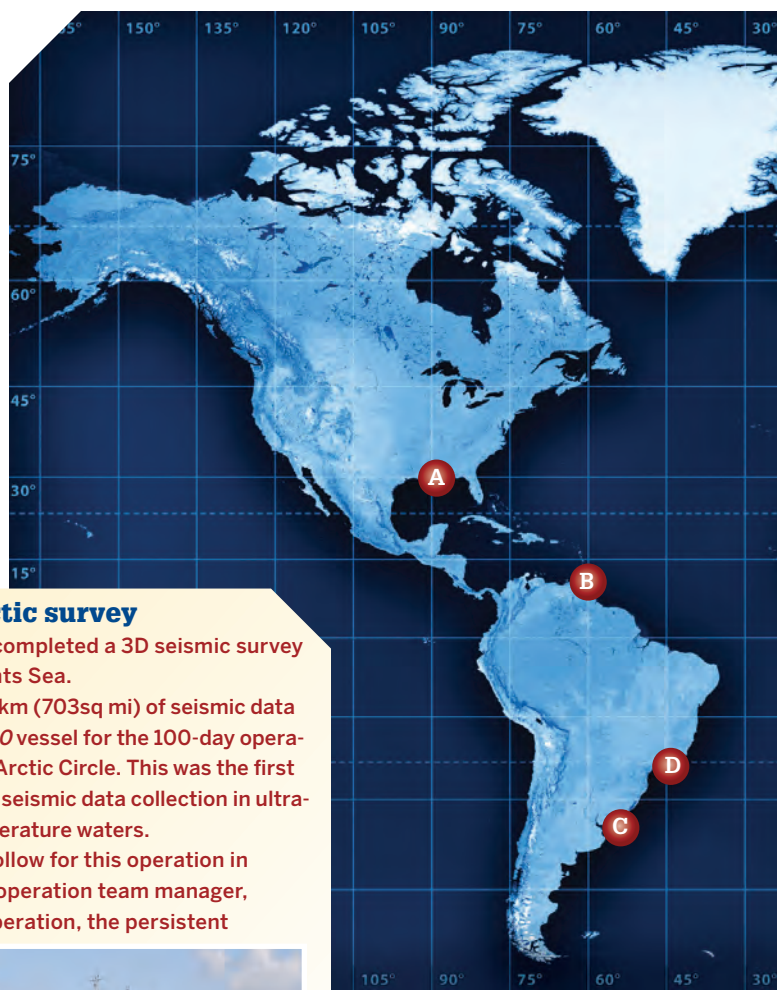 5° 150° 135° 120° 105° 90° 75° 60° 45° 30°
75°
60°
45°
A
30°
15°
B
D
C
105° 90° 75° 60° 45° 30°
tic survey
completed a 3D seismic survey
nts Sea.
km (703sq mi) of seismic data
0 vessel for the 100-day opera-
Arctic Circle. This was the first
seismic data collection in ultra-
erature waters.
ollow for this operation in
operation team manager,
peration, the persistent